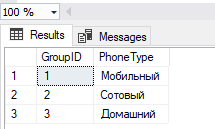 100 %
Results Messages
GroupID PhoneType
1 1 Мобильный
2 2 Сотовый
3 3 Домашний